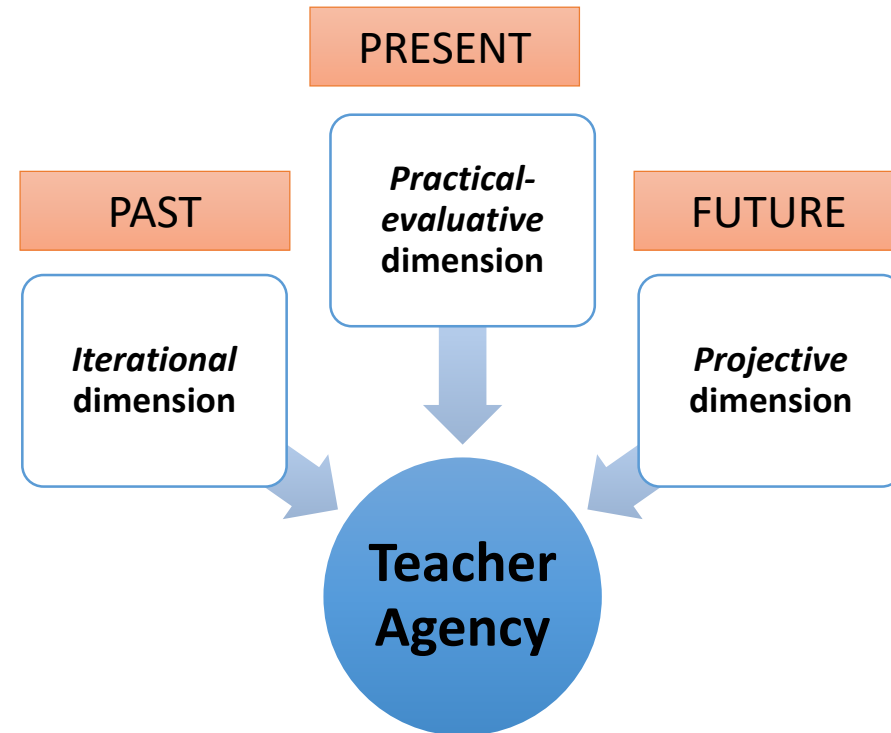 PRESENT
Practical-
evaluative
dimension
PAST
Iterational
dimension
FUTURE
Projective
dimension
Teacher
Agency